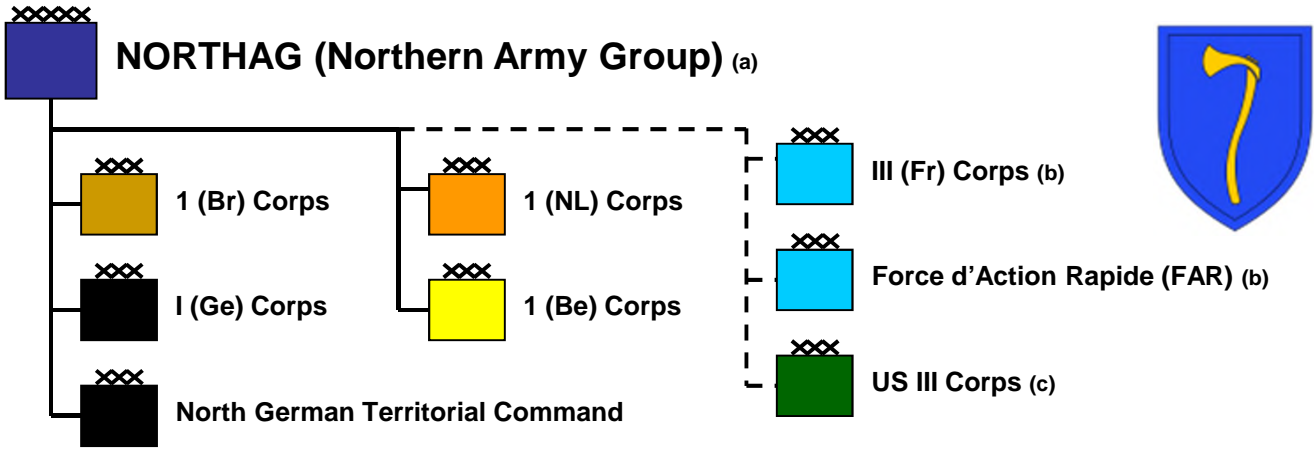 NORTHAG (Northern Army Group) (a)
1 (Br) Corps
I (Ge) Corps
North German Territorial Command
1 (NL) Corps
1 (Be) Corps
III (Fr) Corps (b)
Force d’Action Rapide (FAR) (b)
US III Corps (c)